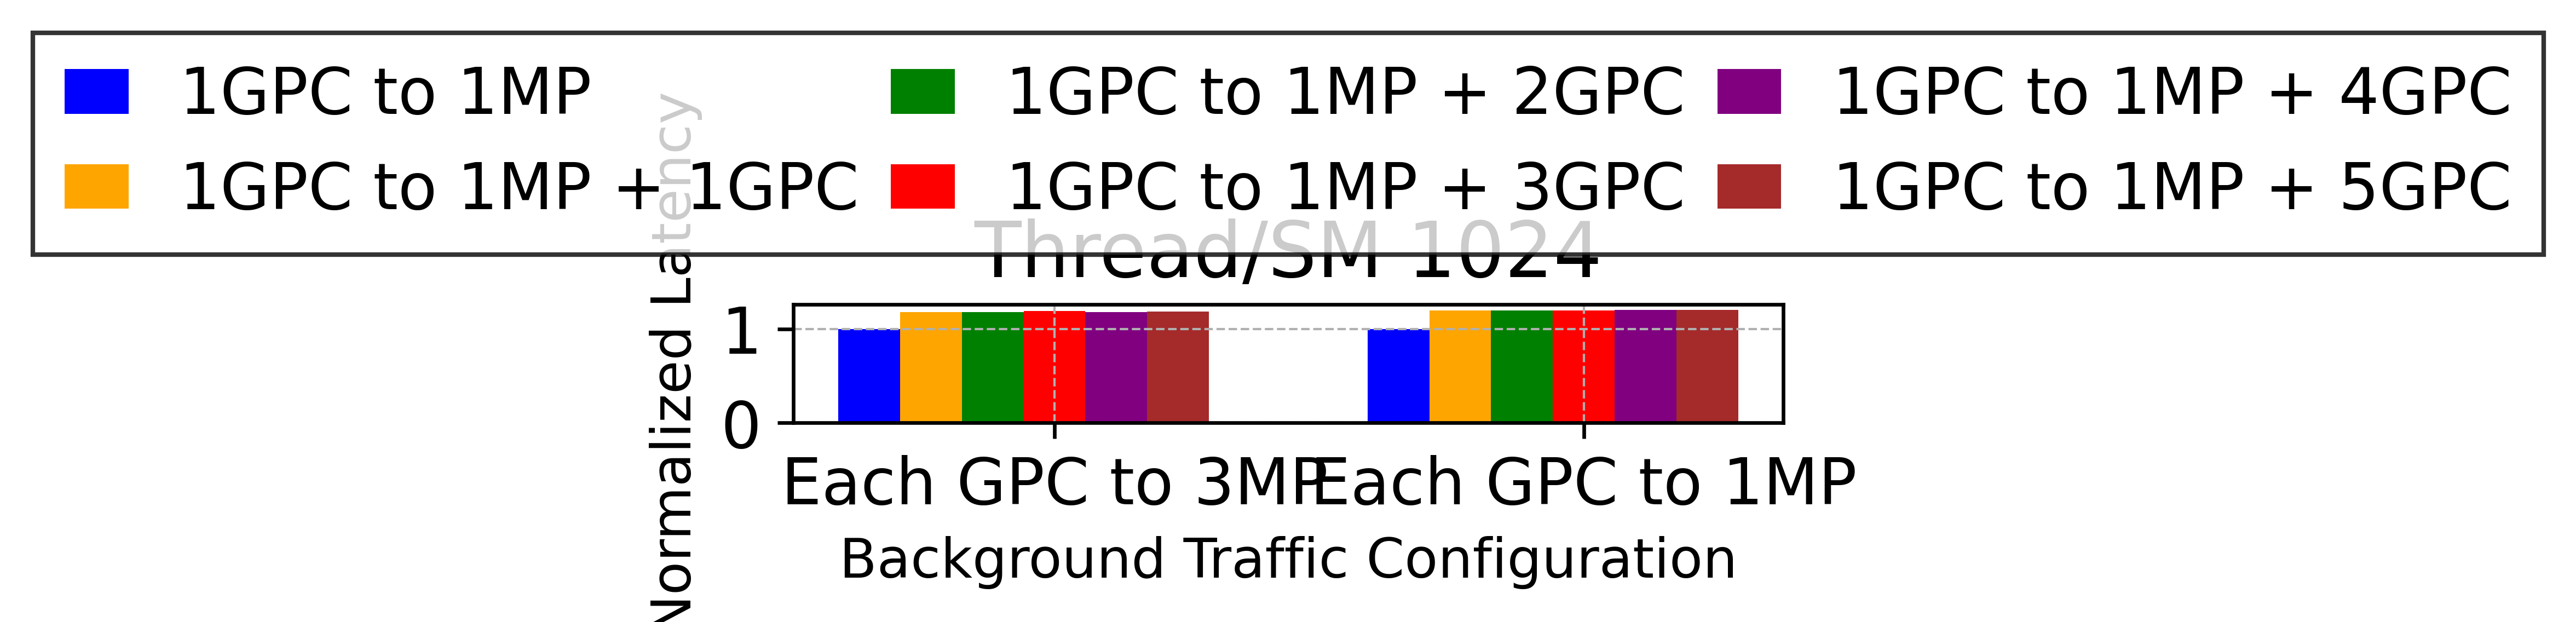 1GPC to 1MP
1GPC to 1MP + 1GPC
1GPC to 1MP + 2GPC
1GPC to 1MP + 3GPC
1GPC to 1MP + 4GPC
1GPC to 1MP + 5GPC
Thread/SM 1024
Normalized Latency
1
0
Each GPC to 3MP
Each GPC to 1MP
Background Traffic Configuration